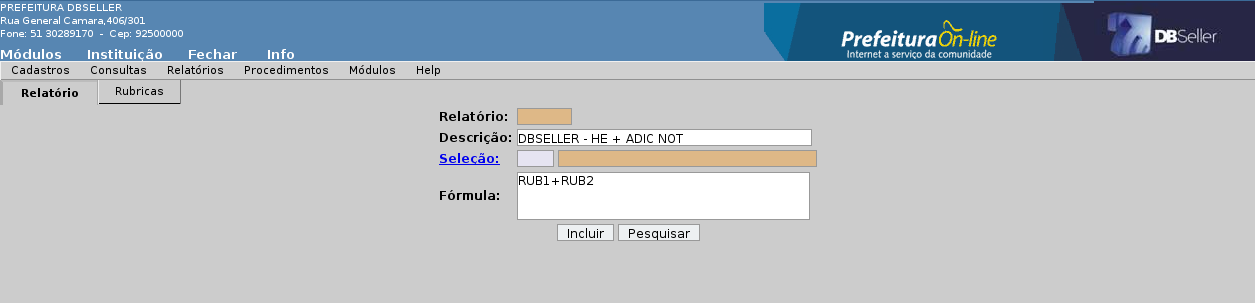 PREFEITURA DBSELLER
Rua General Camara,406/301
Fone: 51 30289170 - Cep: 92500000
Prefeitura On-line
Internet a serviço da comunidade
DBSeller
Módulos Instituição Fechar Info
Cadastros Consultas Relatórios Procedimentos Módulos Help
Relatório Rubricas
Relatório:
Descrição: DBSELLER - HE + ADIC NOT
Seleção:
Fórmula: RUB1+RUB2
Incluir Pesquisar